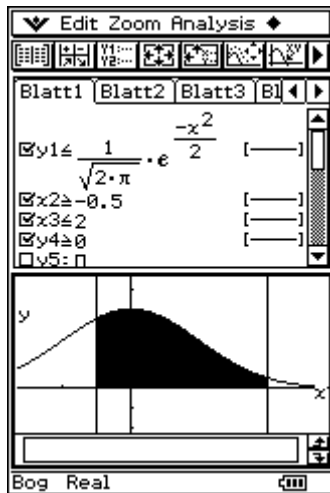 Edit Zoom Analysis
Blatt1 Blatt2 Blatt3 Bl
y1≤ 1/√2·π · e^(-x^2/2) [——]
x2≥-0.5 [——]
x3≤2 [——]
y4≥0 [——]
y5:
y
x
Bog Real